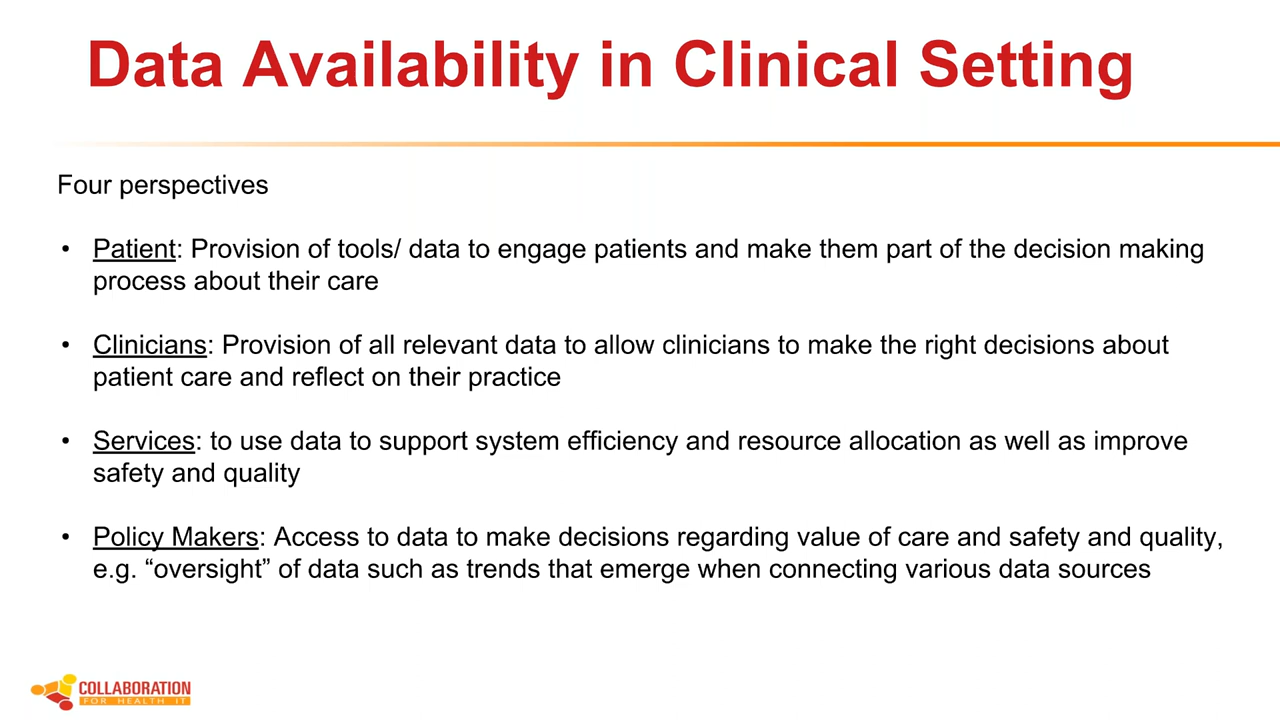 Data Availability in Clinical Setting
Four perspectives
• Patient: Provision of tools/ data to engage patients and make them part of the decision making
process about their care
• Clinicians: Provision of all relevant data to allow clinicians to make the right decisions about
patient care and reflect on their practice
• Services: to use data to support system efficiency and resource allocation as well as improve
safety and quality
• Policy Makers: Access to data to make decisions regarding value of care and safety and quality,
e.g. “oversight” of data such as trends that emerge when connecting various data sources
COLLABORATION
FOR HEALTH IT